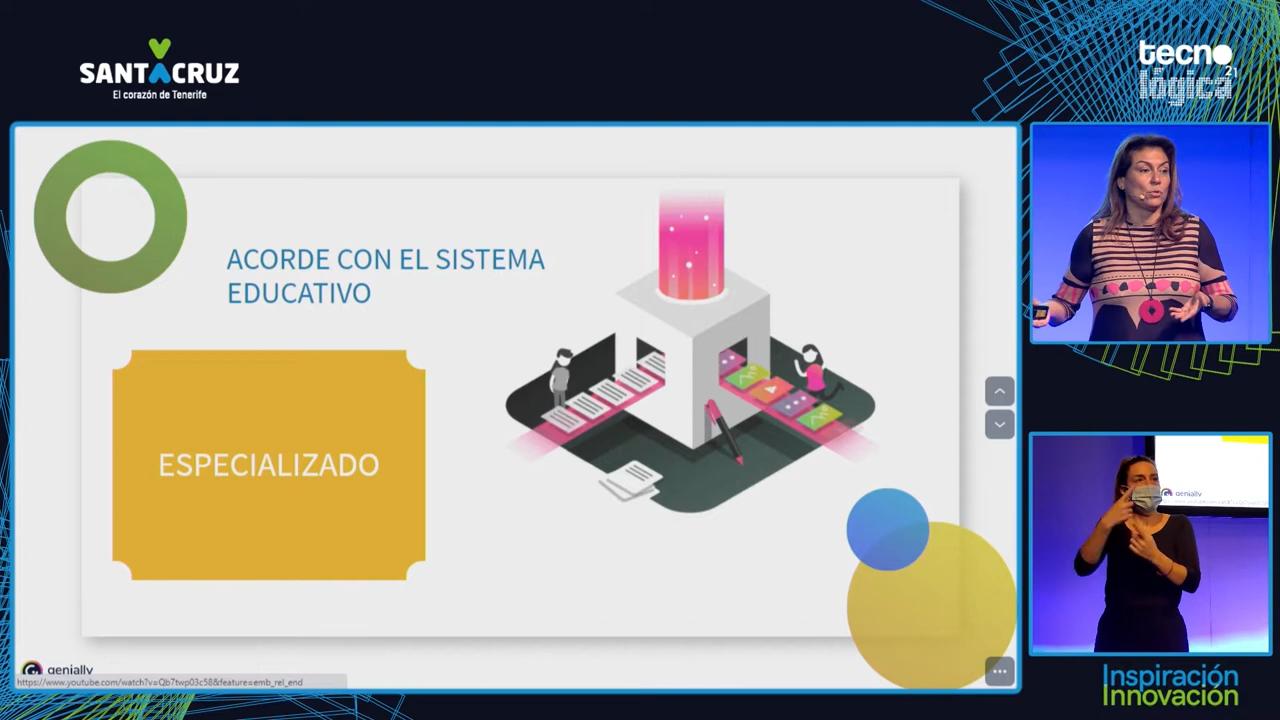 SANTACRUZ
El corazón de Tenerife
tecno
lógica
21
ACORDE CON EL SISTEMA
EDUCATIVO
ESPECIALIZADO
genially
https://www.youtube.com/watch?v=Qb7twp03c58&feature=emb_rel_end
genially
Inspiración
Innovación